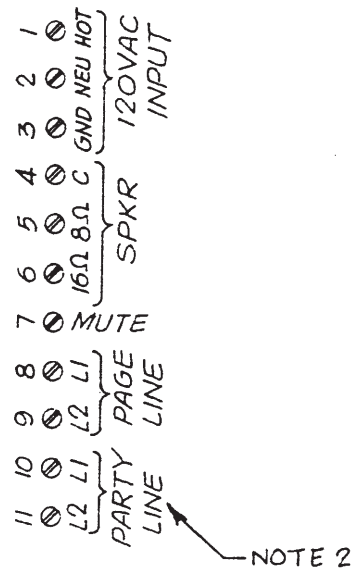 1 HOT
2 NEU
3 GND
120VAC
INPUT
4 C
5 8Ω
6 16Ω
SPKR
7 MUTE
8 L1
9 L2
PAGE
LINE
10 L1
11 L2
PARTY
LINE
NOTE 2